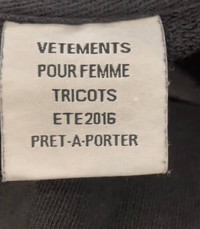 VETEMENTS
POUR FEMME
TRICOTS
ETE2016
PRET-A-PORTER